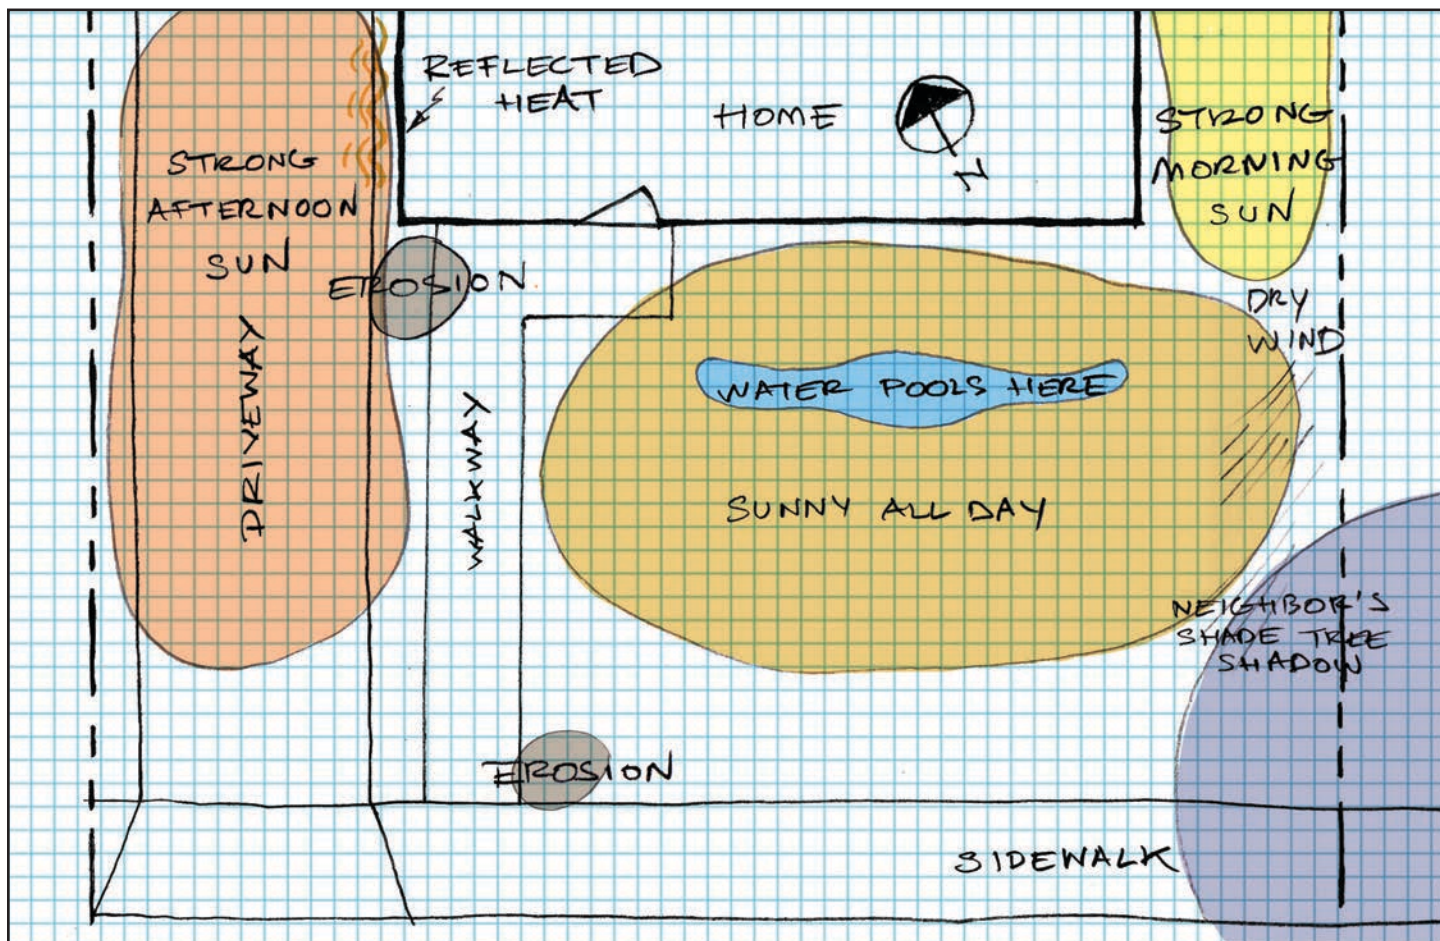 REFLECTED
HEAT
HOME
N
STRONG
MORNING
SUN
STRONG
AFTERNOON
SUN
EROSION
DRIVEWAY
WALKWAY
DRY
WIND
WATER POOLS HERE
SUNNY ALL DAY
NEIGHBOR'S
SHADE TREE
SHADOW
EROSION
SIDEWALK